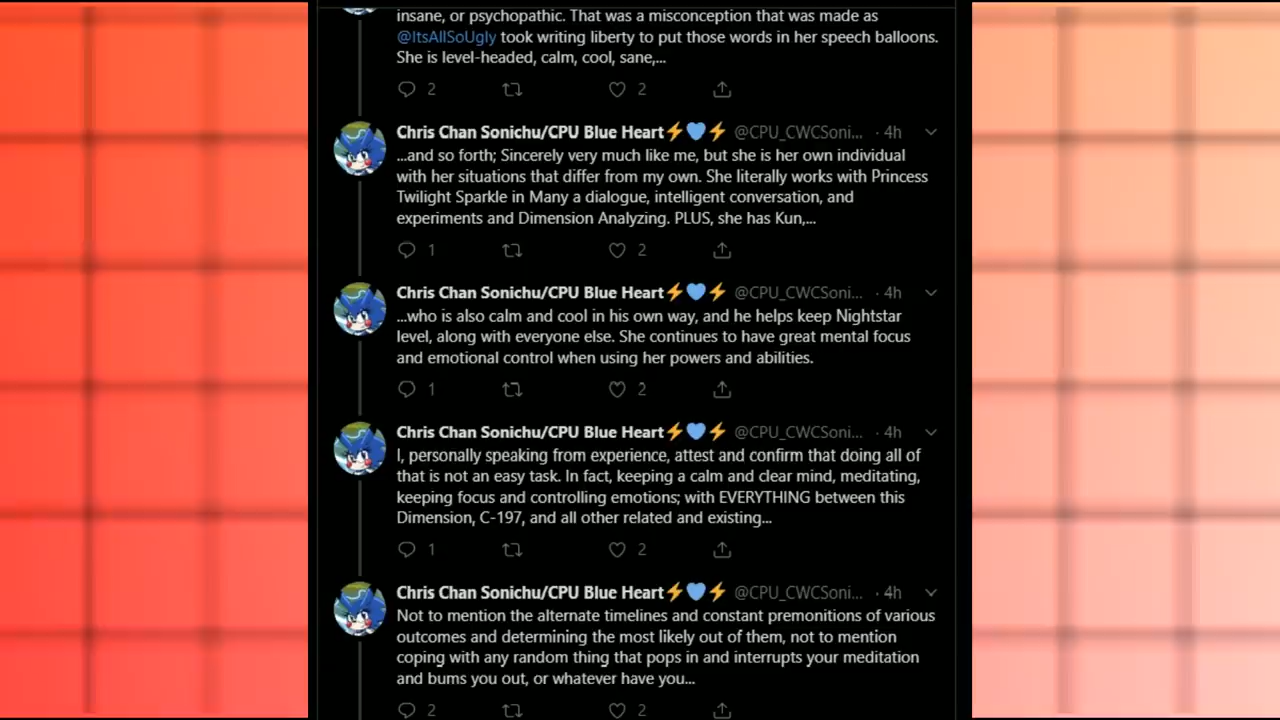 insane, or psychopathic. That was a misconception that was made as
@ItsAllSoUgly took writing liberty to put those words in her speech balloons.
She is level-headed, calm, cool, sane,...
2 2
Chris Chan Sonichu/CPU Blue Heart⚡💙⚡ @CPU_CWCSoni... · 4h
...and so forth; Sincerely very much like me, but she is her own individual
with her situations that differ from my own. She literally works with Princess
Twilight Sparkle in Many a dialogue, intelligent conversation, and
experiments and Dimension Analyzing. PLUS, she has Kun,...
1 2
Chris Chan Sonichu/CPU Blue Heart⚡💙⚡ @CPU_CWCSoni... · 4h
...who is also calm and cool in his own way, and he helps keep Nightstar
level, along with everyone else. She continues to have great mental focus
and emotional control when using her powers and abilities.
1 2
Chris Chan Sonichu/CPU Blue Heart⚡💙⚡ @CPU_CWCSoni... · 4h
I, personally speaking from experience, attest and confirm that doing all of
that is not an easy task. In fact, keeping a calm and clear mind, meditating,
keeping focus and controlling emotions; with EVERYTHING between this
Dimension, C-197, and all other related and existing...
1 2
Chris Chan Sonichu/CPU Blue Heart⚡💙⚡ @CPU_CWCSoni... · 4h
Not to mention the alternate timelines and constant premonitions of various
outcomes and determining the most likely out of them, not to mention
coping with any random thing that pops in and interrupts your meditation
and bums you out, or whatever have you...
2 2